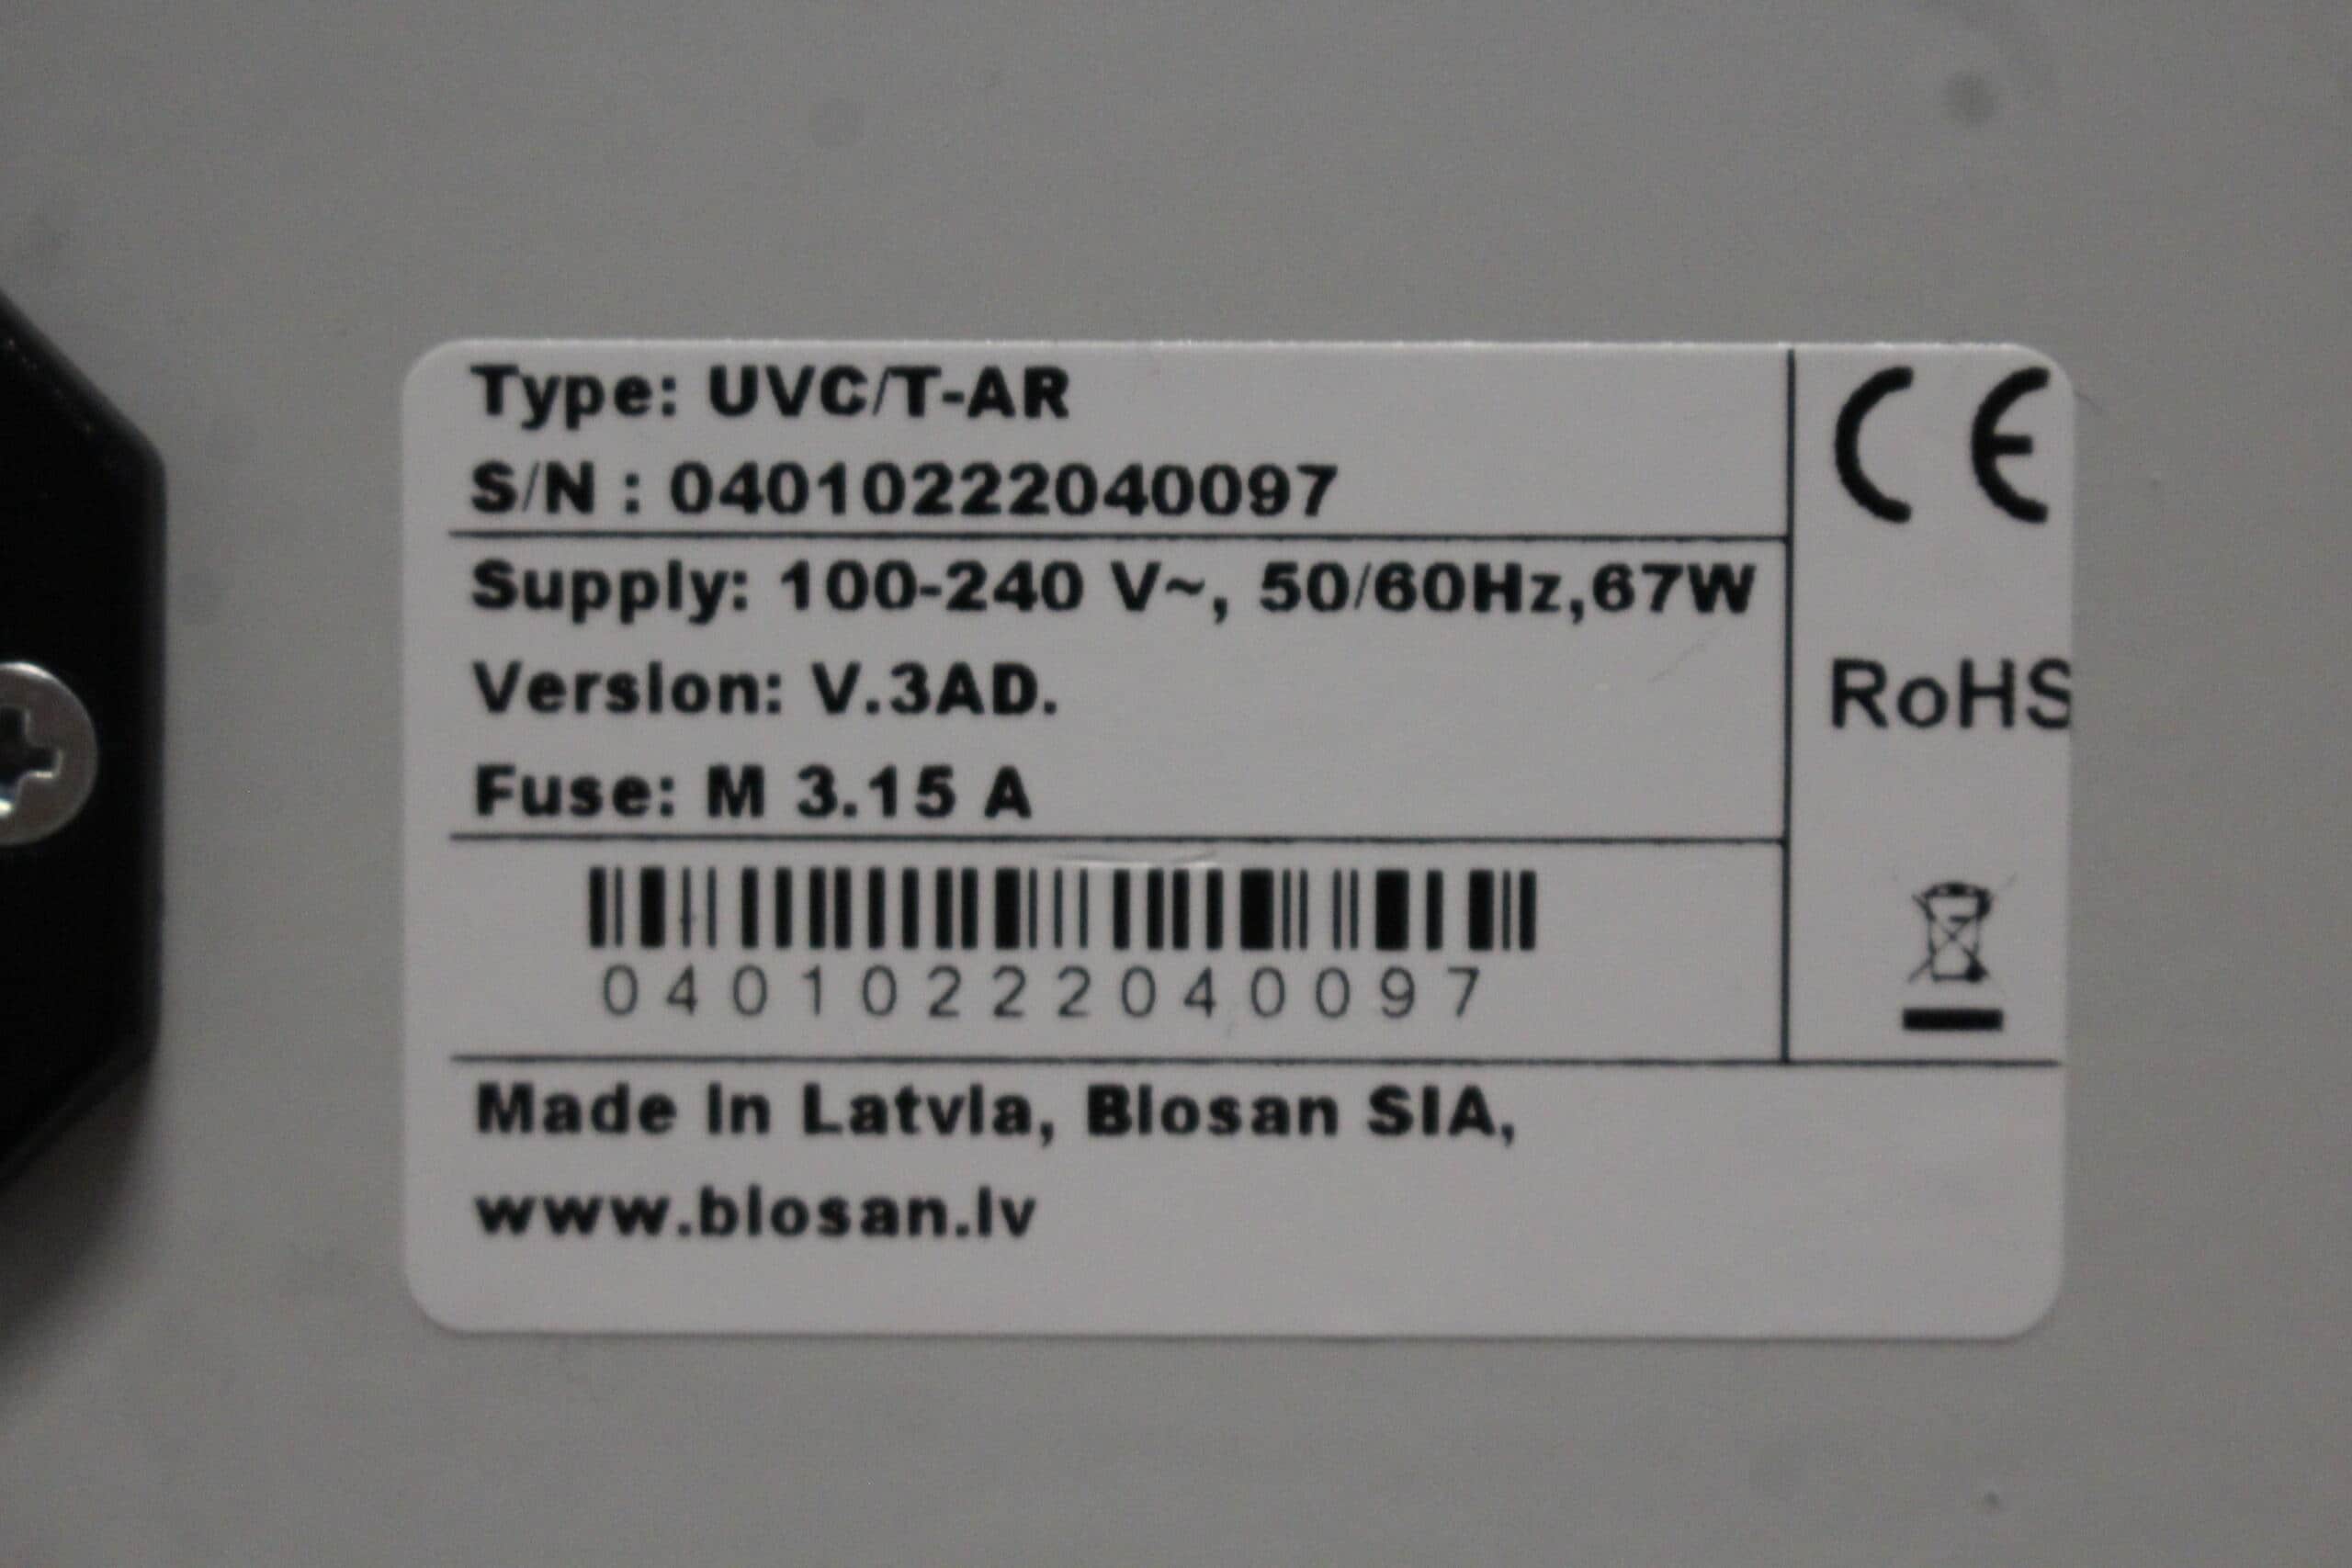 Type: UVC/T-AR
S/N : 04010222040097
Supply: 100-240 V~, 50/60Hz,67W
Version: V.3AD.
Fuse: M 3.15 A
04010222040097
Made in Latvia, Biosan SIA,
www.biosan.lv
CE
RoHS